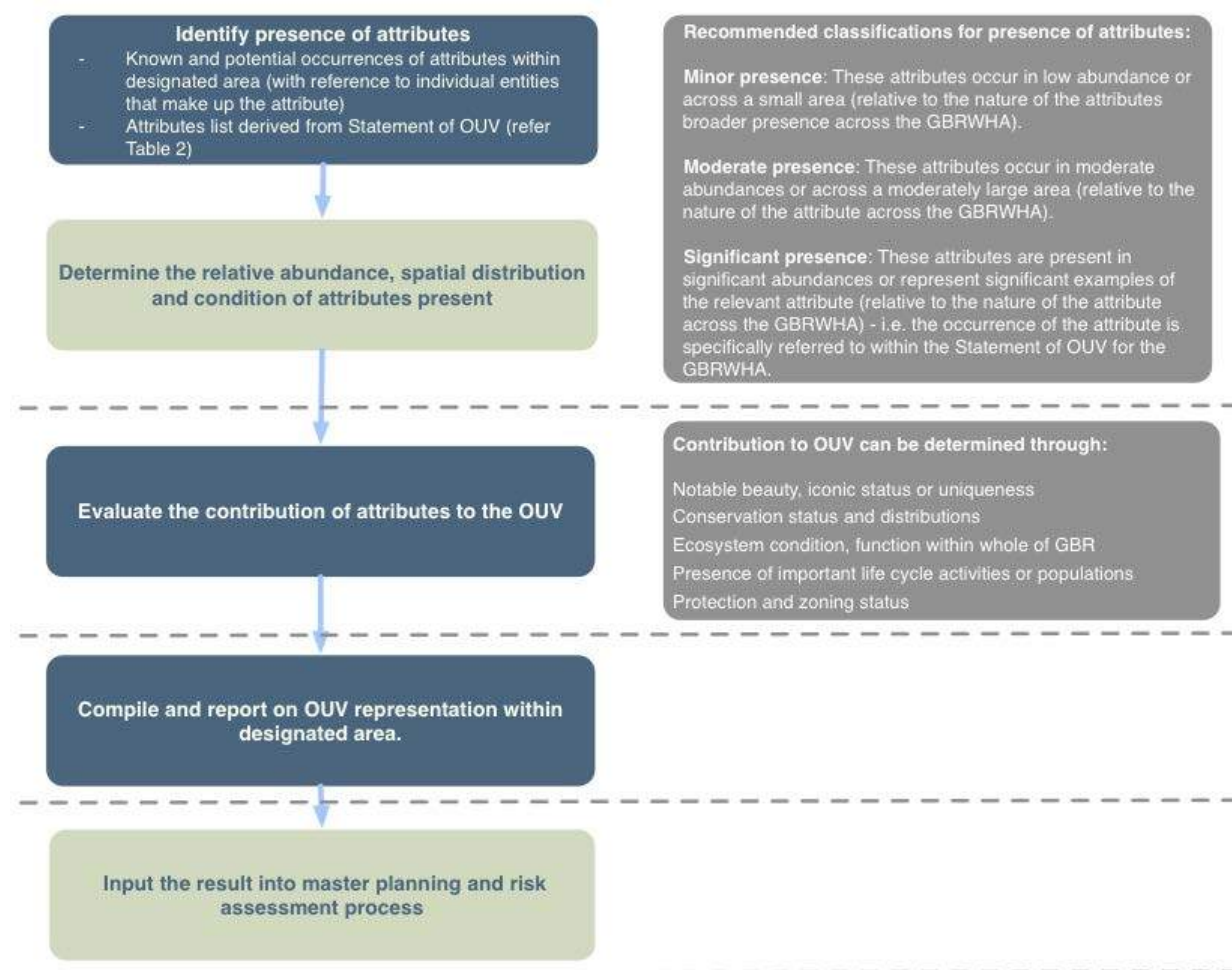 Identify presence of attributes
- Known and potential occurrences of attributes within
designated area (with reference to individual entities
that make up the attribute)
- Attributes list derived from Statement of OUV (refer
Table 2)
Determine the relative abundance, spatial distribution
and condition of attributes present
Recommended classifications for presence of attributes:
Minor presence: These attributes occur in low abundance or
across a small area (relative to the nature of the attributes
broader presence across the GBRWHA).
Moderate presence: These attributes occur in moderate
abundances or across a moderately large area (relative to the
nature of the attribute across the GBRWHA).
Significant presence: These attributes are present in
significant abundances or represent significant examples of
the relevant attribute (relative to the nature of the attribute
across the GBRWHA) - i.e. the occurrence of the attribute is
specifically referred to within the Statement of OUV for the
GBRWHA.
Evaluate the contribution of attributes to the OUV
Contribution to OUV can be determined through:
Notable beauty, iconic status or uniqueness
Conservation status and distributions
Ecosystem condition, function within whole of GBR
Presence of important life cycle activities or populations
Protection and zoning status
Compile and report on OUV representation within
designated area.
Input the result into master planning and risk
assessment process